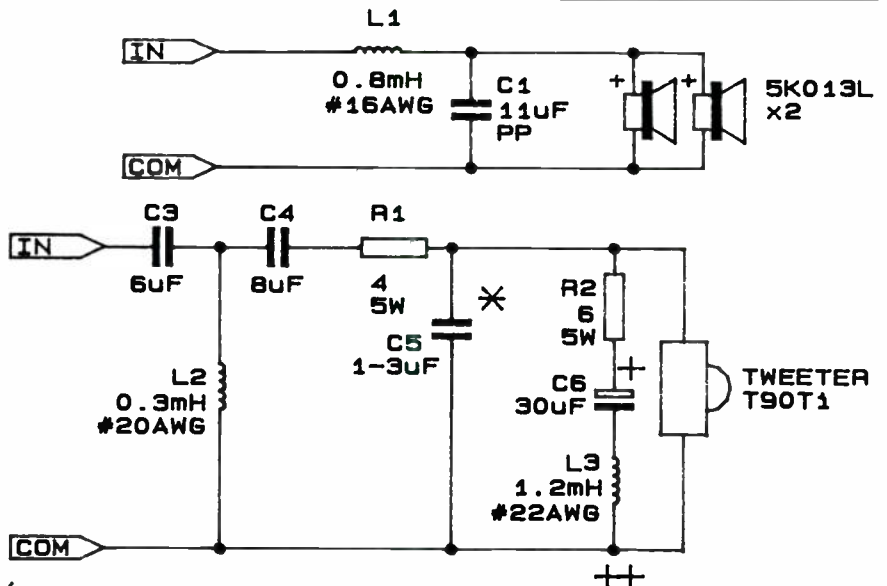 L1
IN
0.8mH
#16AWG
C1
11uF
PP
+
+
5K013L
x2
COM
C3
C4
R1
IN
6uF
8uF
4
5W
*
C5
1-3uF
R2
6
5W
+
C6
30uF
L2
0.3mH
#20AWG
TWEETER
T90T1
L3
1.2mH
#22AWG
COM
++